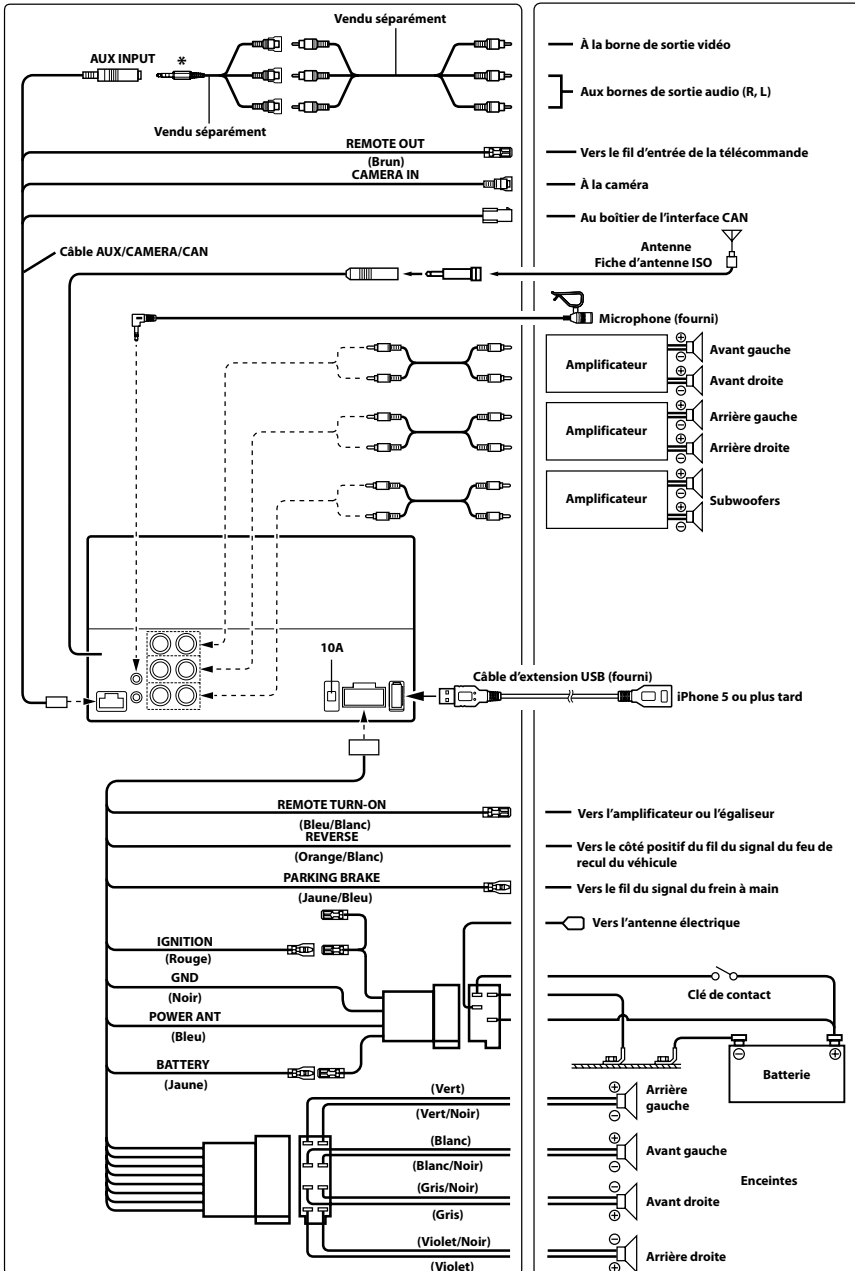 Vendu séparément
AUX INPUT
*
Vendu séparément
À la borne de sortie vidéo
Aux bornes de sortie audio (R, L)
REMOTE OUT
(Brun)
Vers le fil d'entrée de la télécommande
CAMERA IN
À la caméra
Au boîtier de l'interface CAN
Câble AUX/CAMERA/CAN
Antenne
Fiche d'antenne ISO
Microphone (fourni)
Amplificateur
⊕
⊖
Avant gauche
⊕
⊖
Avant droite
Amplificateur
⊕
⊖
Arrière gauche
⊕
⊖
Arrière droite
Amplificateur
⊕
⊖
⊕
⊖
Subwoofers
10A
Câble d'extension USB (fourni)
iPhone 5 ou plus tard
REMOTE TURN-ON
(Bleu/Blanc)
Vers l'amplificateur ou l'égaliseur
REVERSE
(Orange/Blanc)
Vers le côté positif du fil du signal du feu de
recul du véhicule
PARKING BRAKE
(Jaune/Bleu)
Vers le fil du signal du frein à main
Vers l'antenne électrique
IGNITION
(Rouge)
GND
(Noir)
Clé de contact
POWER ANT
(Bleu)
⊖
⊕
Batterie
BATTERY
(Jaune)
(Vert)
(Vert/Noir)
⊕
⊖
Arrière
gauche
(Blanc)
(Blanc/Noir)
⊕
⊖
Avant gauche
Enceintes
(Gris/Noir)
(Gris)
⊖
⊕
Avant droite
(Violet/Noir)
(Violet)
⊖
⊕
Arrière droite